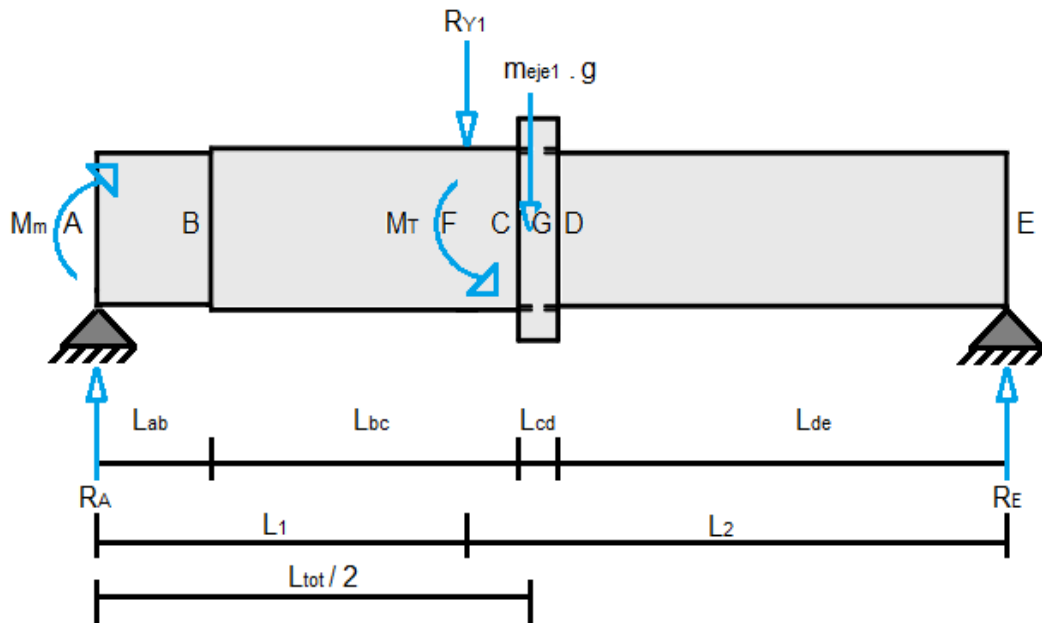 RY1
meje1 . g
Mm A B MT F C G D E
Lab Lbc Lcd Lde
RA RE
L1 L2
Ltot / 2